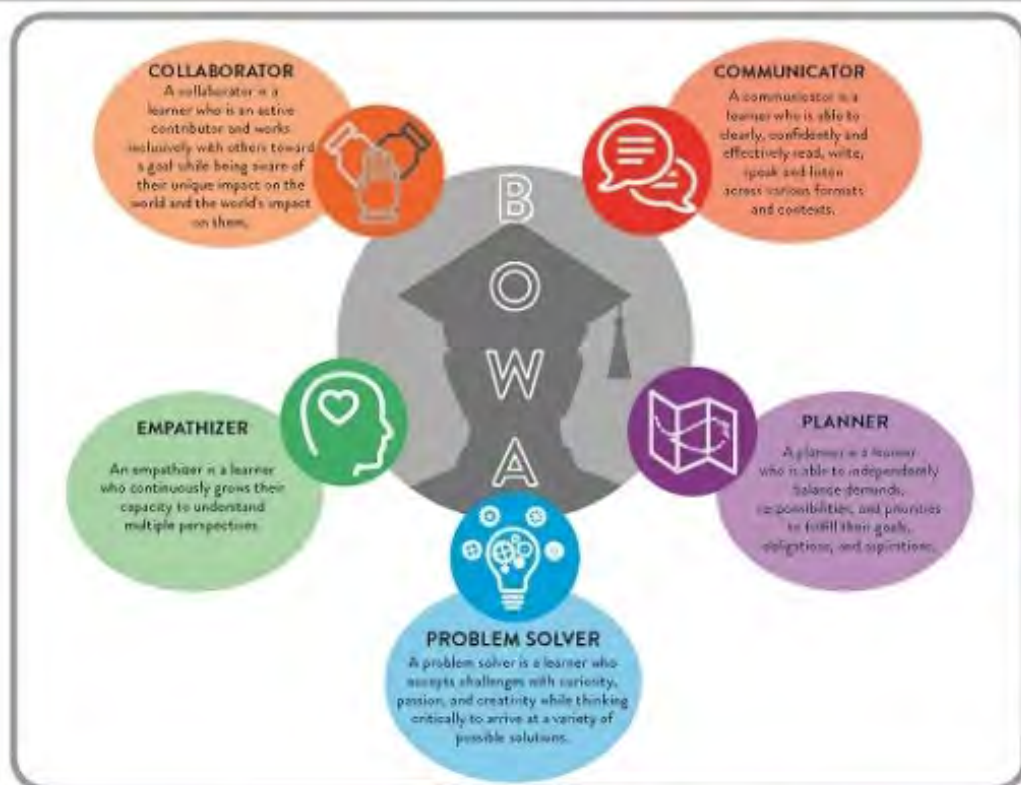 COLLABORATOR
A collaborator is a
learner who is an active
contributor and works
inclusively with others toward
a goal while being aware of
their unique impact on the
world and the world's impact
on them.
COMMUNICATOR
A communicator is a
learner who is able to
clearly, confidently and
effectively read, write,
speak and listen
across various formats
and contexts.
B
O
W
A
EMPATHIZER
An empathizer is a learner
who continuously grows their
capacity to understand
multiple perspectives.
PLANNER
A planner is a learner
who is able to independently
balance demands,
responsibilities, and priorities
to fulfill their goals,
obligations, and aspirations.
PROBLEM SOLVER
A problem solver is a learner who
accepts challenges with curiosity,
passion, and creativity while thinking
critically to arrive at a variety of
possible solutions.